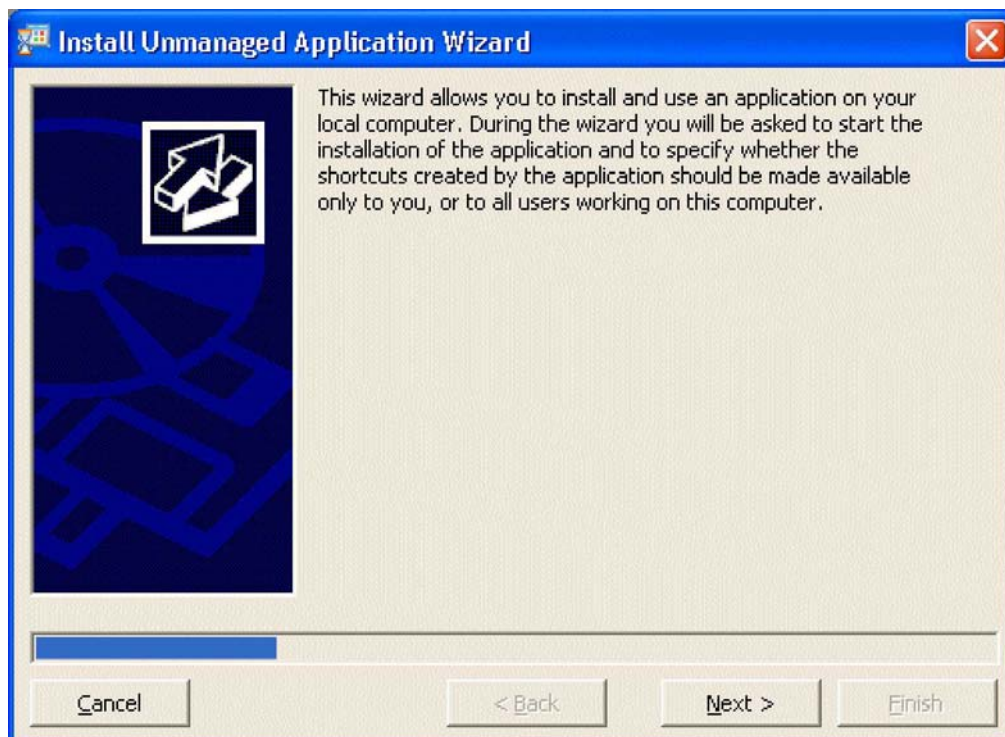 Install Unmanaged Application Wizard
This wizard allows you to install and use an application on your
local computer. During the wizard you will be asked to start the
installation of the application and to specify whether the
shortcuts created by the application should be made available
only to you, or to all users working on this computer.
Cancel
< Back
Next >
Finish